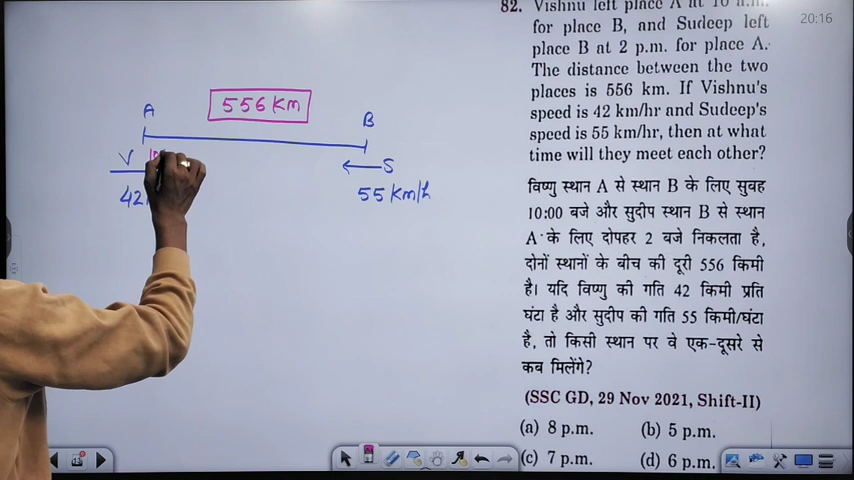 20:16
A
556 Km
B
V
S
42
55 Km/h
82. Vishnu left place A at 10 a.m.
for place B, and Sudeep left
place B at 2 p.m. for place A.
The distance between the two
places is 556 km. If Vishnu's
speed is 42 km/hr and Sudeep's
speed is 55 km/hr, then at what
time will they meet each other?
विष्णु स्थान A से स्थान B के लिए सुबह
10:00 बजे और सुदीप स्थान B से स्थान
A के लिए दोपहर 2 बजे निकलता है,
दोनों स्थानों के बीच की दूरी 556 किमी
है। यदि विष्णु की गति 42 किमी प्रति
घंटा है और सुदीप की गति 55 किमी/घंटा
है, तो किसी स्थान पर वे एक-दूसरे से
कब मिलेंगे?
(SSC GD, 29 Nov 2021, Shift-II)
(a) 8 p.m. (b) 5 p.m.
(c) 7 p.m. (d) 6 p.m.